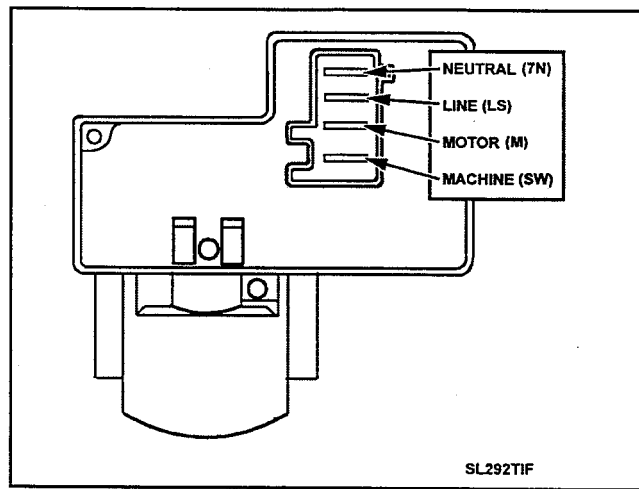 NEUTRAL (7N)
LINE (LS)
MOTOR (M)
MACHINE (SW)
SL292TIF